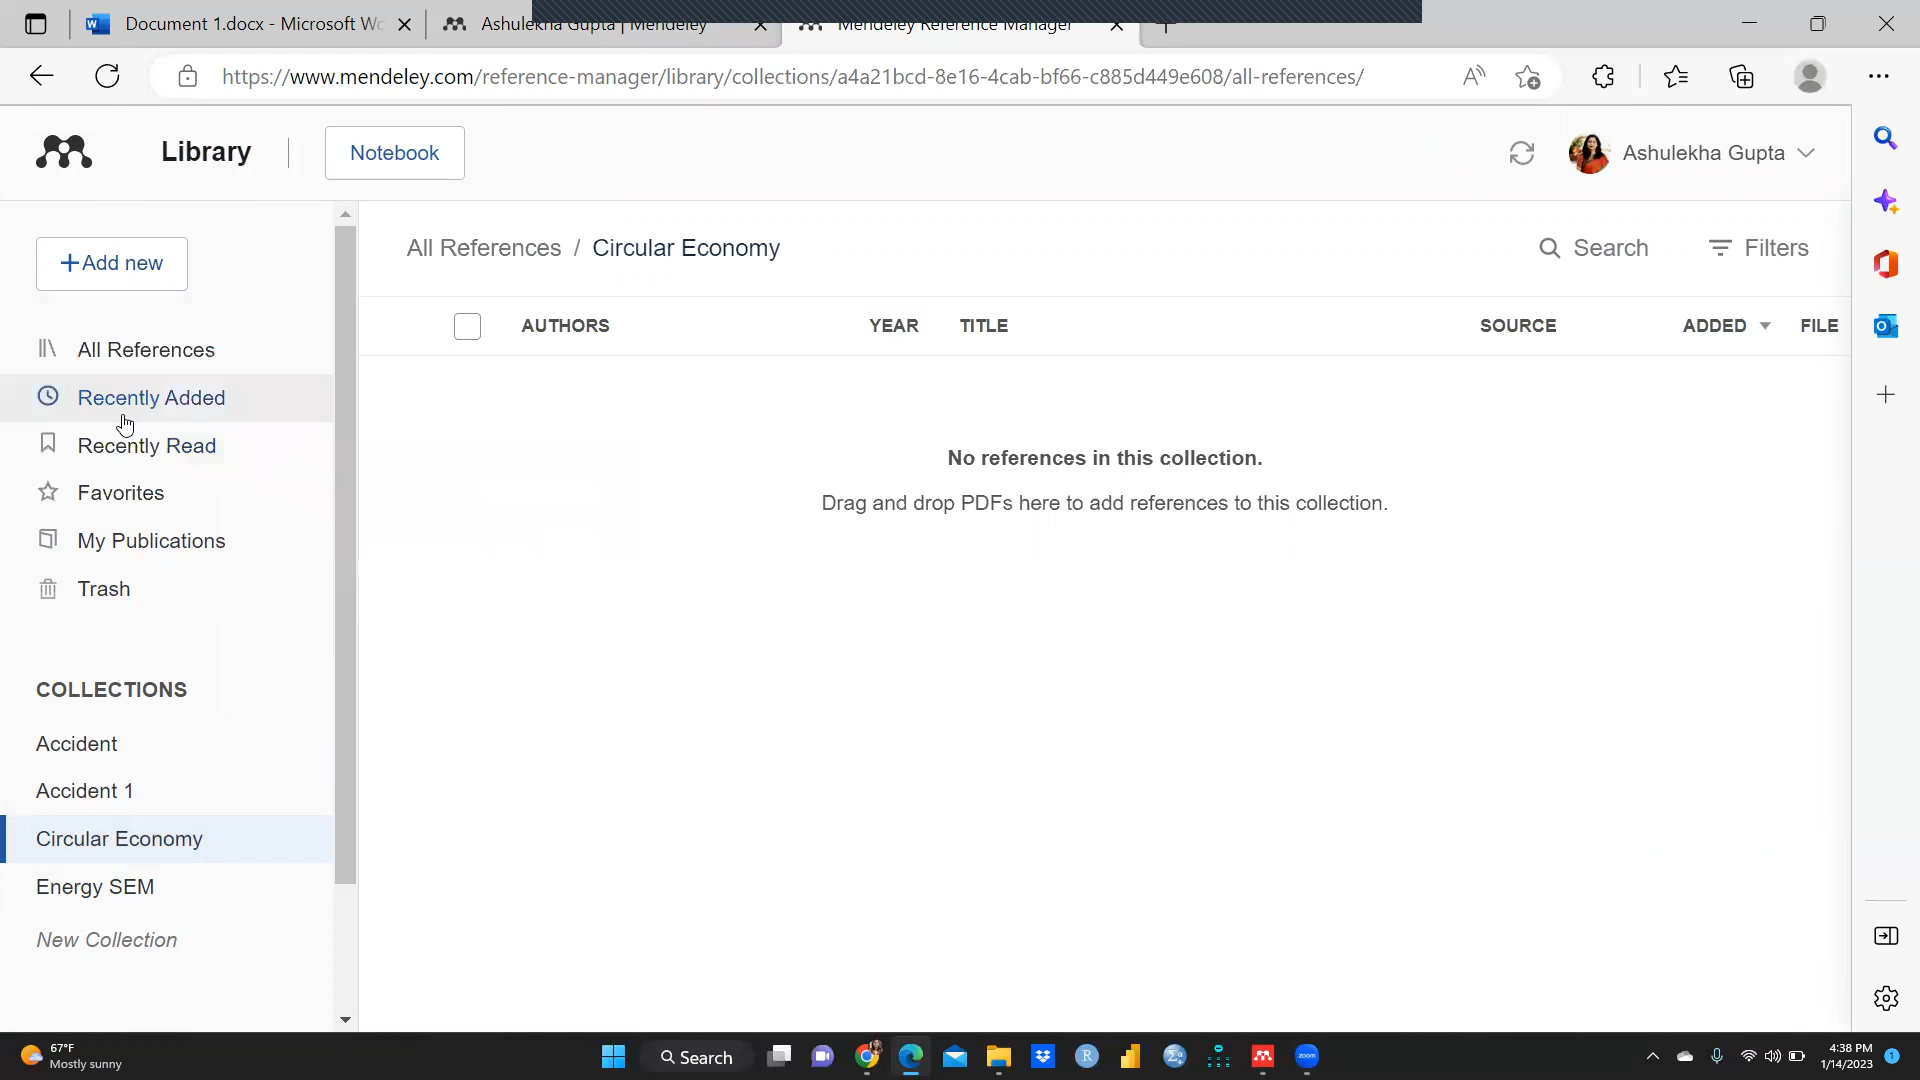 Document 1.docx - Microsoft Wo
Ashulekha Gupta | Mendeley
Mendeley Reference Manager
https://www.mendeley.com/reference-manager/library/collections/a4a21bcd-8e16-4cab-bf66-c885d449e608/all-references/
Library
Notebook
Ashulekha Gupta
+Add new
All References / Circular Economy
Search
Filters
AUTHORS YEAR TITLE SOURCE ADDED FILE
All References
Recently Added
Recently Read
Favorites
My Publications
Trash
No references in this collection.
Drag and drop PDFs here to add references to this collection.
COLLECTIONS
Accident
Accident 1
Circular Economy
Energy SEM
New Collection
67°F
Mostly sunny
Search
zoom
4:38 PM
1/14/2023
1